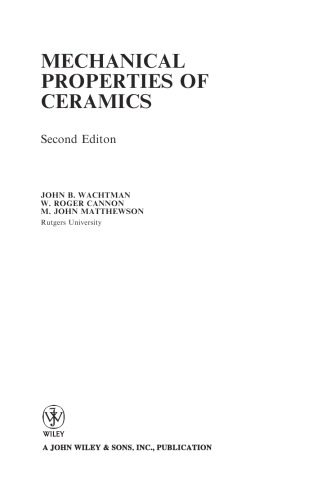 MECHANICAL
PROPERTIES OF
CERAMICS
Second Editon
JOHN B. WACHTMAN
W. ROGER CANNON
M. JOHN MATTHEWSON
Rutgers University
WILEY
A JOHN WILEY & SONS, INC., PUBLICATION